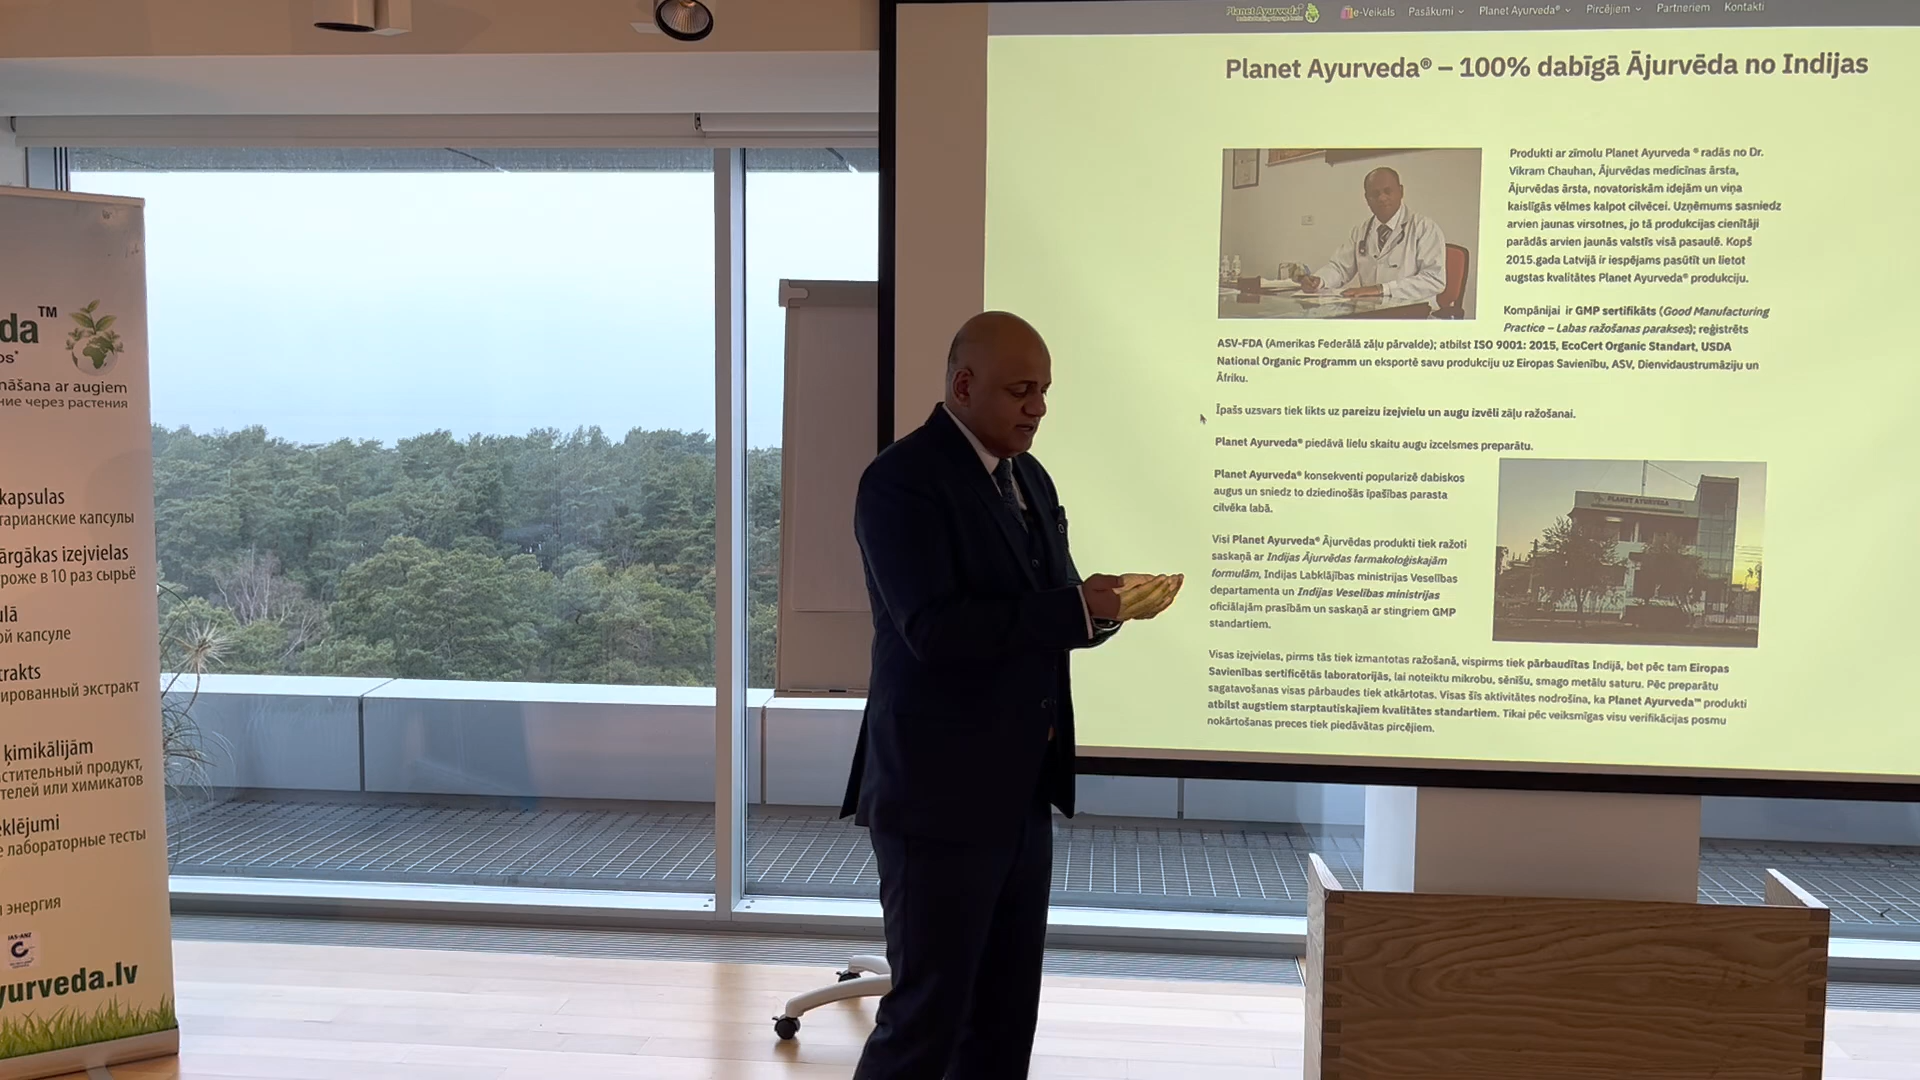 Planet Ayurveda®
e-Veikals Pasākumi Planet Ayurveda® Pircējiem Partneriem Kontakti
Planet Ayurveda® – 100% dabīgā Ājurvēda no Indijas
Produkti ar zīmolu Planet Ayurveda ® radās no Dr.
Vikram Chauhan, Ājurvēdas medicīnas ārsta,
Ājurvēdas ārsta, novatoriskām idejām un viņa
kaislīgās vēlmes kalpot cilvēcei. Uzņēmums sasniedz
arvien jaunas virsotnes, jo tā produkcijas cienītāji
parādās arvien jaunās valstīs visā pasaulē. Kopš
2015.gada Latvijā ir iespējams pasūtīt un lietot
augstas kvalitātes Planet Ayurveda® produkciju.
Kompānijai ir GMP sertifikāts (Good Manufacturing
Practice – Labas ražošanas parakses); reģistrēts
ASV-FDA (Amerikas Federālā zāļu pārvalde); atbilst ISO 9001: 2015, EcoCert Organic Standart, USDA
National Organic Programm un eksportē savu produkciju uz Eiropas Savienību, ASV, Dienvidaustrumāziju un
Āfriku.
Īpašs uzsvars tiek likts uz pareizu izejvielu un augu izvēli zāļu ražošanai.
Planet Ayurveda® piedāvā lielu skaitu augu izcelsmes preparātu.
Planet Ayurveda® konsekventi popularizē dabiskos
augus un sniedz to dziedinošās īpašības parasta
cilvēka labā.
PLANET AYURVEDA
Visi Planet Ayurveda® Ājurvēdas produkti tiek ražoti
saskaņā ar Indijas Ājurvēdas farmakoloģiskajām
formulām, Indijas Labklājības ministrijas Veselības
departamenta un Indijas Veselības ministrijas
oficiālajām prasībām un saskaņā ar stingriem GMP
standartiem.
Visas izejvielas, pirms tās tiek izmantotas ražošanā, vispirms tiek pārbaudītas Indijā, bet pēc tam Eiropas
Savienības sertificētās laboratorijās, lai noteiktu mikrobu, sēnīšu, smago metālu saturu. Pēc preparātu
sagatavošanas visas pārbaudes tiek atkārtotas. Visas šīs aktivitātes nodrošina, ka Planet Ayurveda™ produkti
atbilst augstiem starptautiskajiem kvalitātes standartiem. Tikai pēc veiksmīgas visu verifikācijas posmu
nokārtošanas preces tiek piedāvātas pircējiem.
da™
os*
nāšana ar augiem
ние через растения
kapsulas
тарианские капсулы
ārgākas izejvielas
роже в 10 раз сырьё
ulā
ой капсуле
trakts
ированный экстракт
ķimikālijām
стительный продукт,
телей или химикатов
eklējumi
е лабораторные тесты
я энергия
JAS-ANZ
yurveda.lv